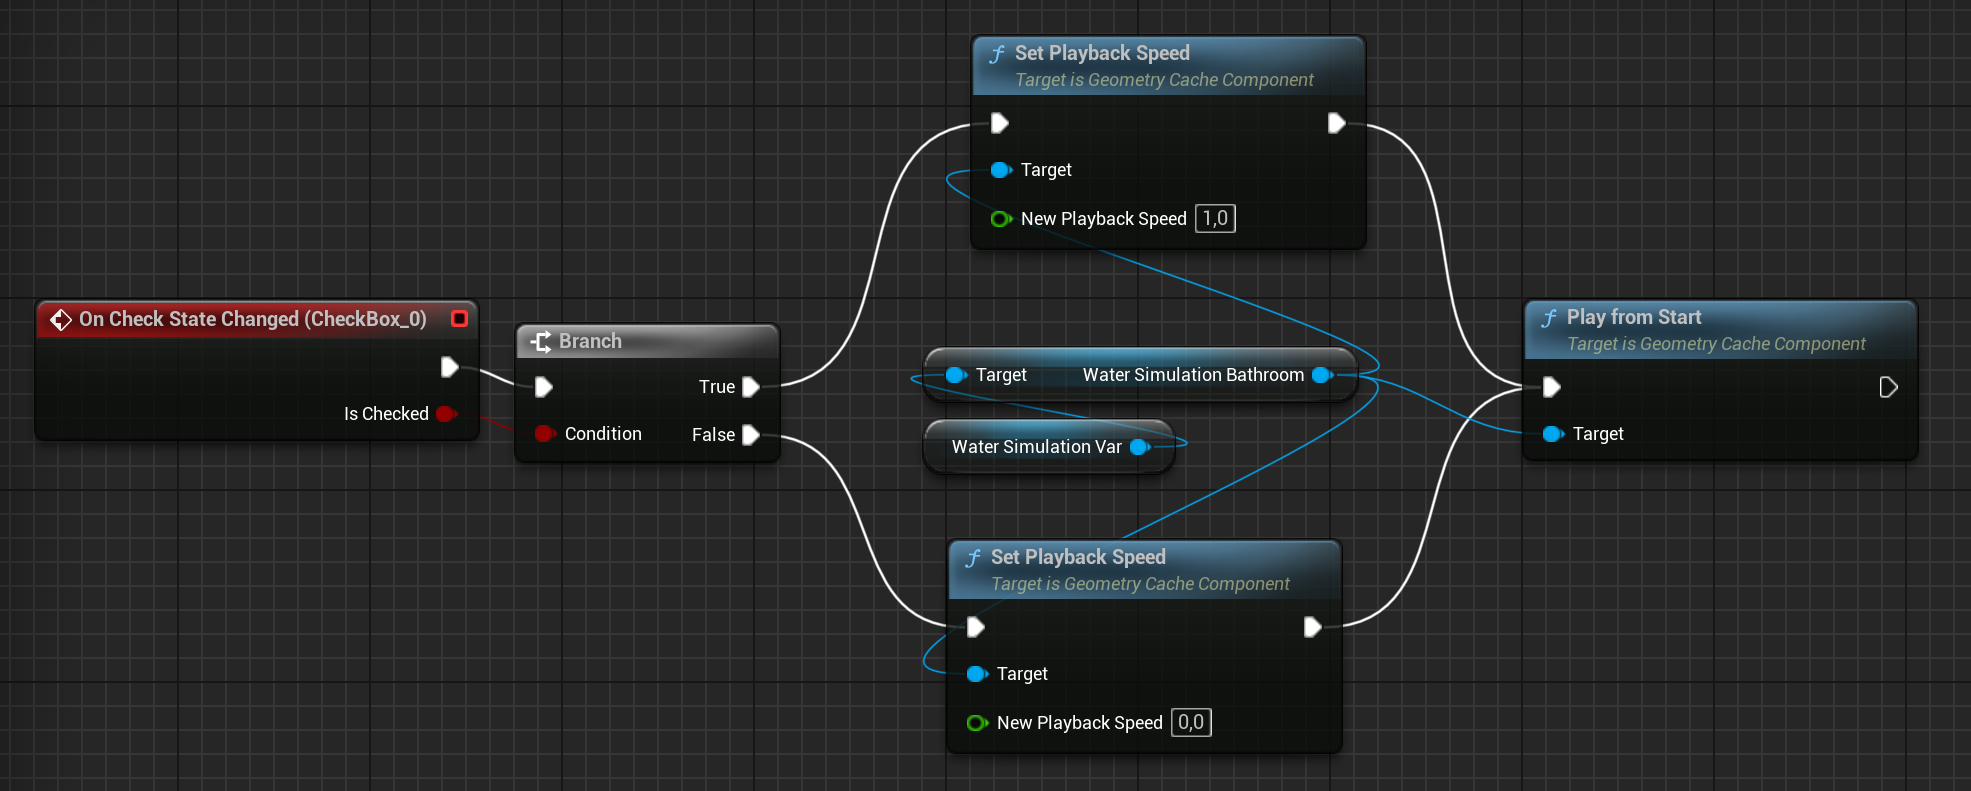 On Check State Changed (CheckBox_0)
Is Checked
Branch
True
Condition
False
Set Playback Speed
Target is Geometry Cache Component
Target
New Playback Speed 1,0
Target Water Simulation Bathroom
Water Simulation Var
Set Playback Speed
Target is Geometry Cache Component
Target
New Playback Speed 0,0
Play from Start
Target is Geometry Cache Component
Target